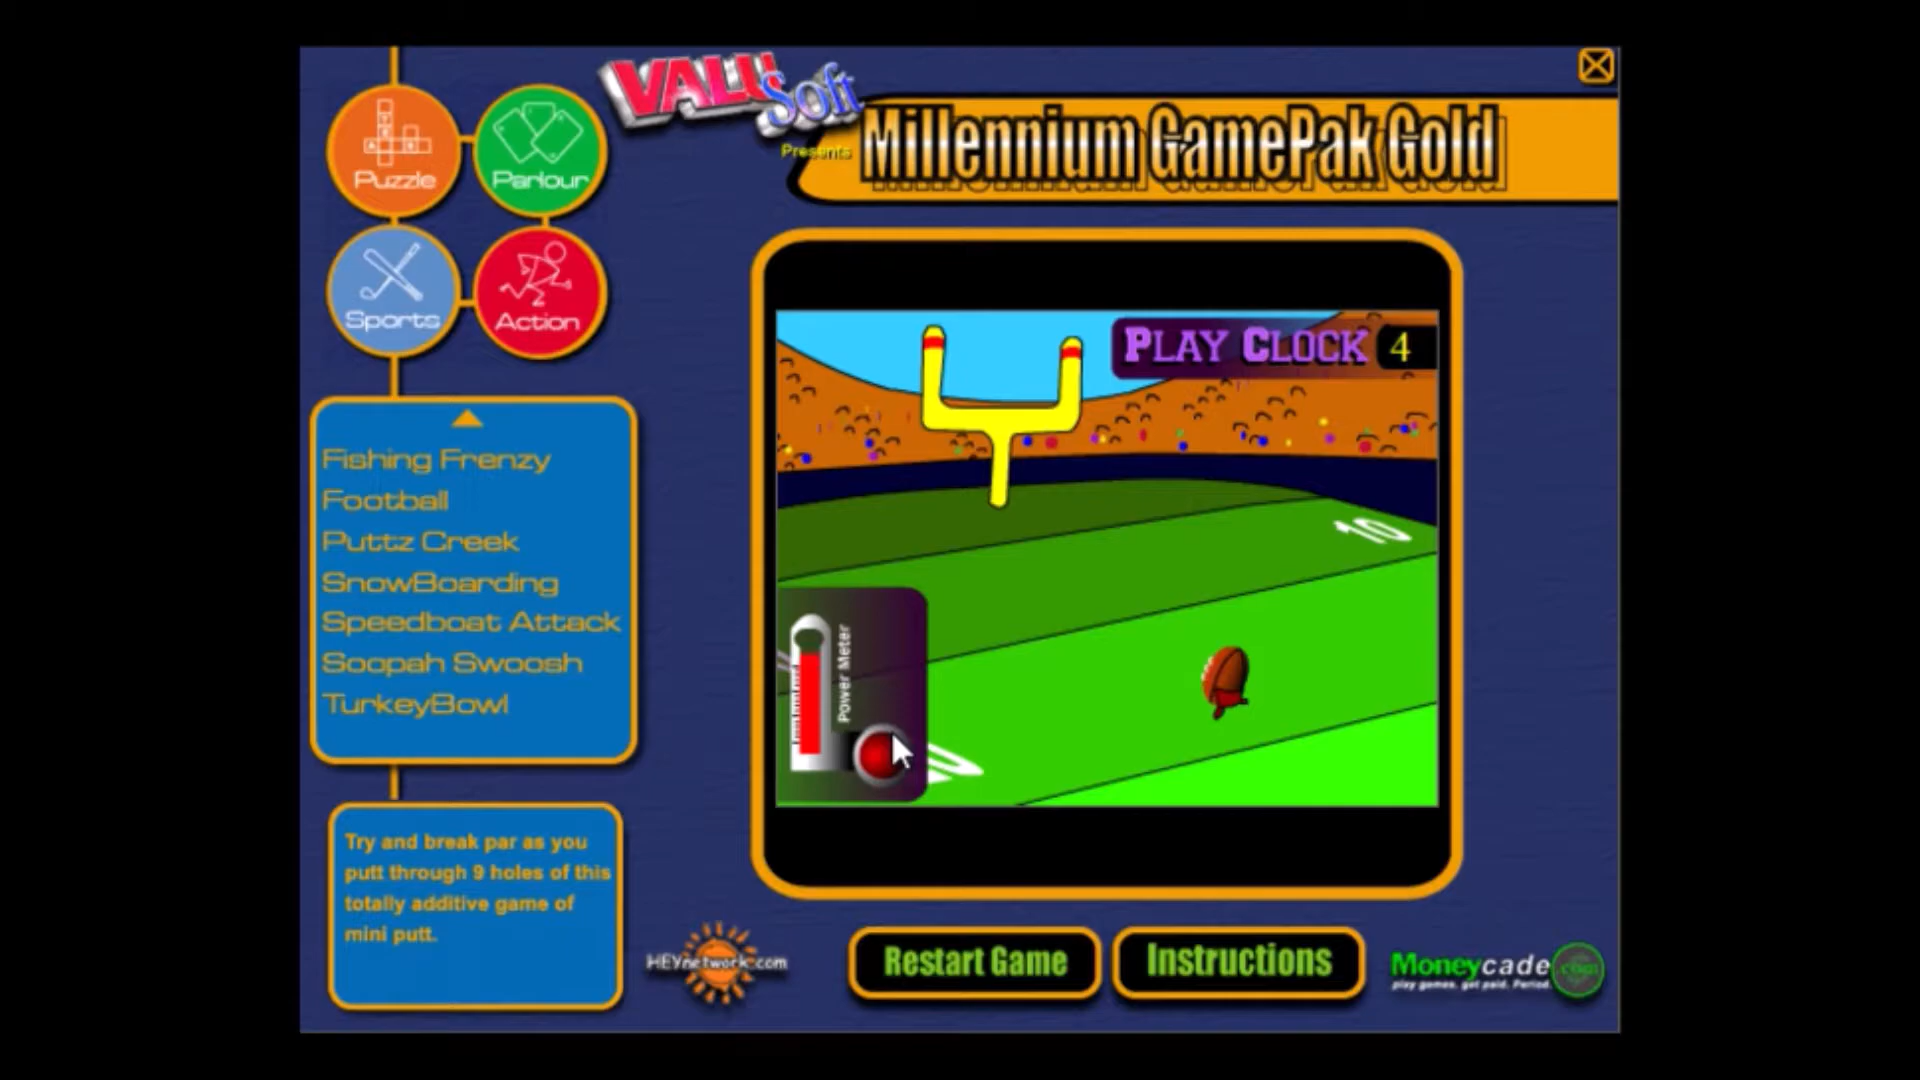 VALUSoft
Presents
Millennium GamePak Gold
Puzzle
Parlour
Sports
Action
Fishing Frenzy
Football
Puttz Creek
SnowBoarding
Speedboat Attack
Soopah Swoosh
TurkeyBowl
Try and break par as you
putt through 9 holes of this
totally additive game of
mini putt.
PLAY CLOCK 4
10
Power Meter
HEYnetwork.com
Restart Game
Instructions
Moneycade.com
play games. get paid. Period.